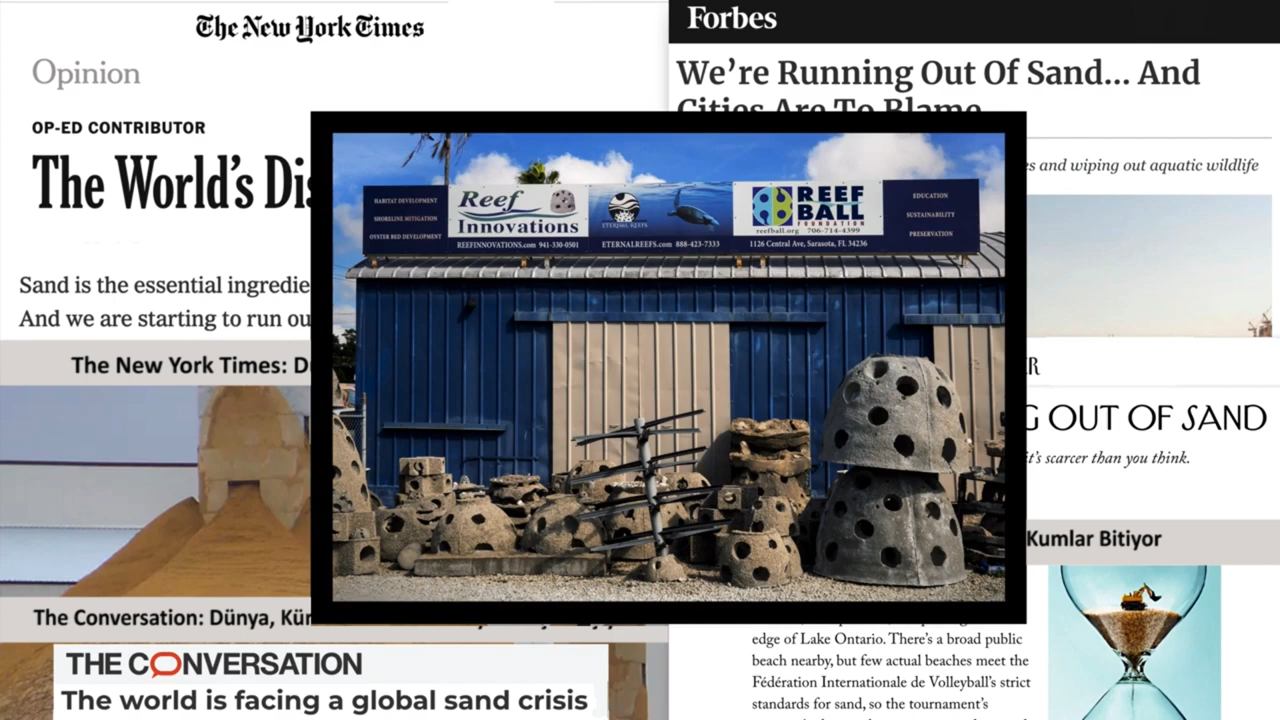 The New York Times
Opinion
OP-ED CONTRIBUTOR
The World's Dis
Sand is the essential ingredie
And we are starting to run ou
The New York Times: D
The Conversation: Dünya, Kür
THE CONVERSATION
The world is facing a global sand crisis
Forbes
We're Running Out Of Sand... And
Cities Are To Blame
es and wiping out aquatic wildlife
HABITAT DEVELOPMENT
SHORELINE MITIGATION
OYSTER BED DEVELOPMENT
Reef
Innovations
REEFINNOVATIONS.com 941-330-0501
ETERNAL REEFS
ETERNALREEFS.com 888-423-7333
REEF
BALL
FOUNDATION
reefball.org 706-714-4399
1126 Central Ave, Sarasota, FL 34236
EDUCATION
SUSTAINABILITY
PRESERVATION
R
G OUT OF SAND
it's scarcer than you think.
Kumlar Bitiyor
edge of Lake Ontario. There's a broad public
beach nearby, but few actual beaches meet the
Fédération Internationale de Volleyball's strict
standards for sand, so the tournament's